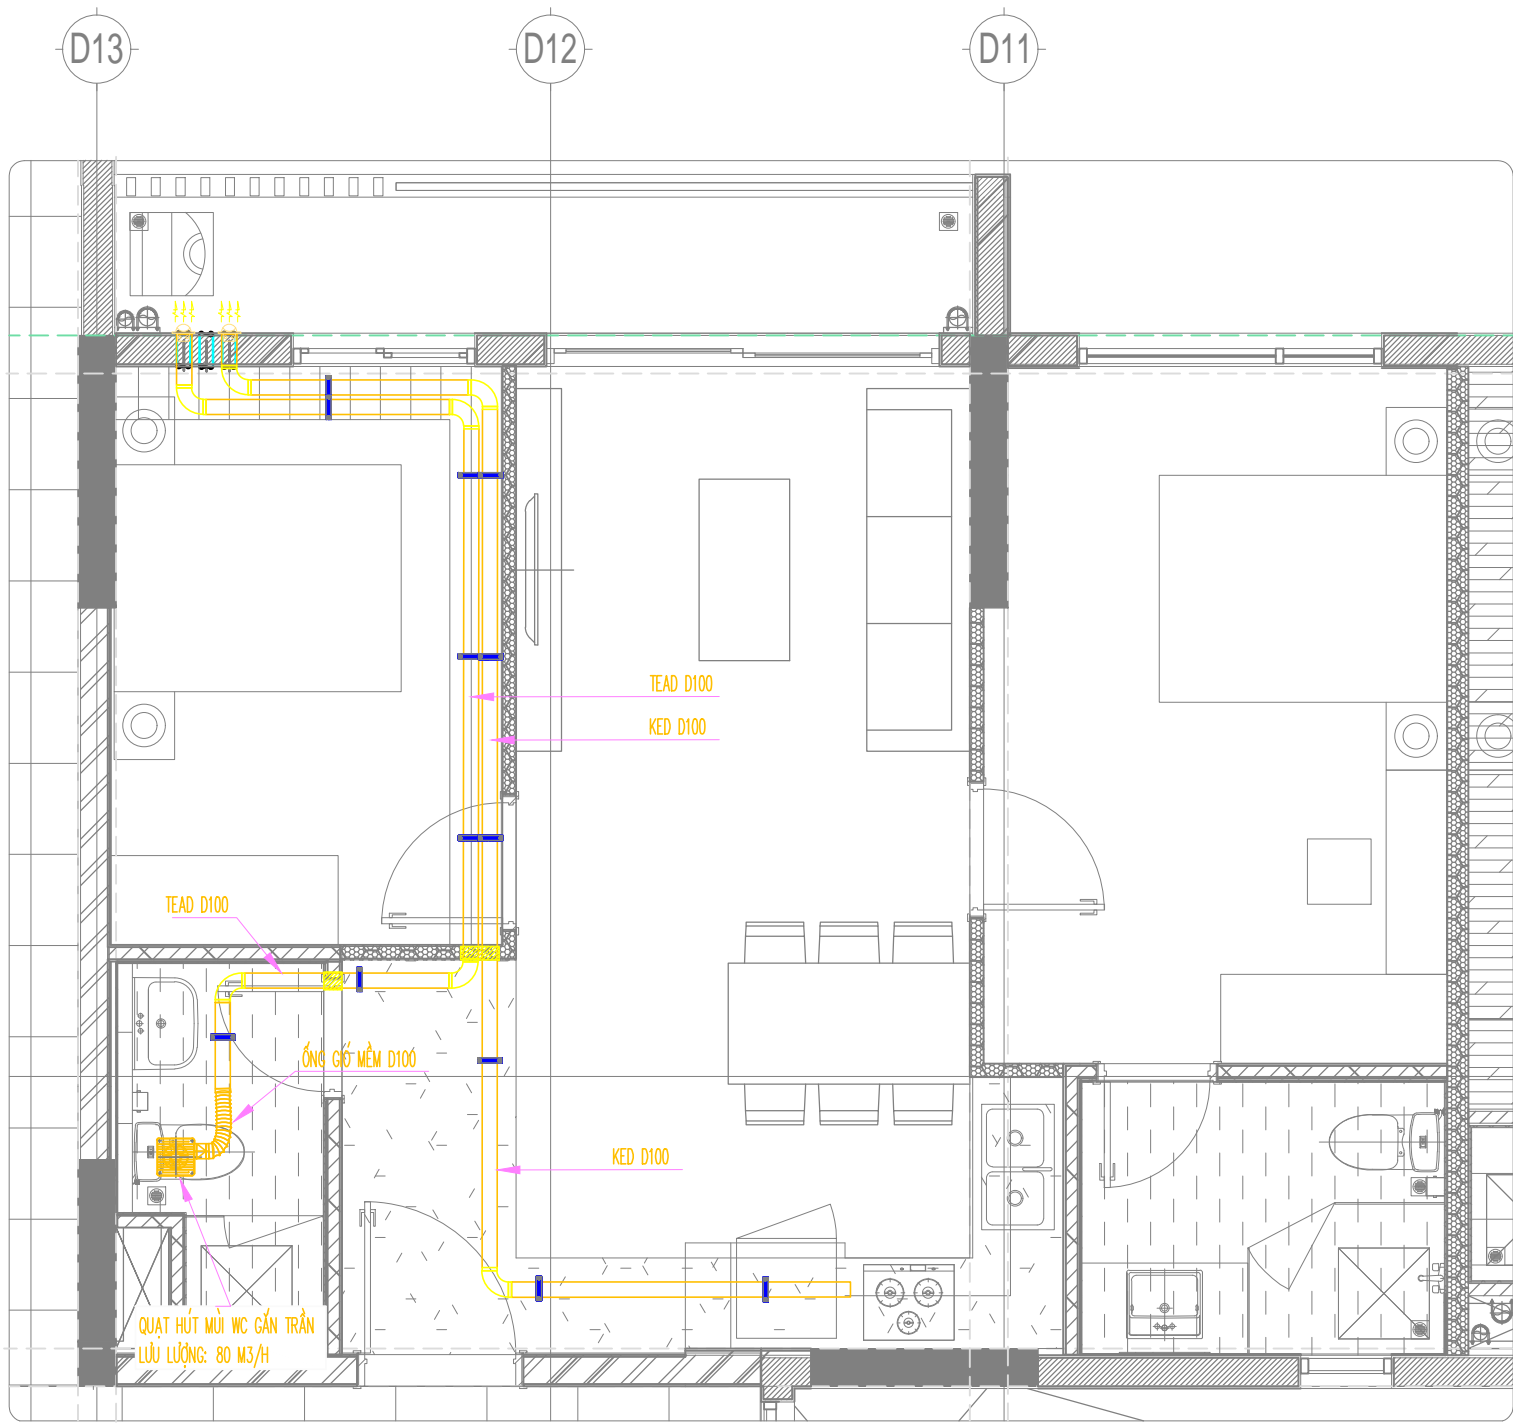 D13
D12
D11
TEAD D100
KED D100
TEAD D100
ỐNG GIÓ MỀM D100
KED D100
QUẠT HÚT MÙI WC GẮN TRẦN
LƯU LƯỢNG: 80 M3/H